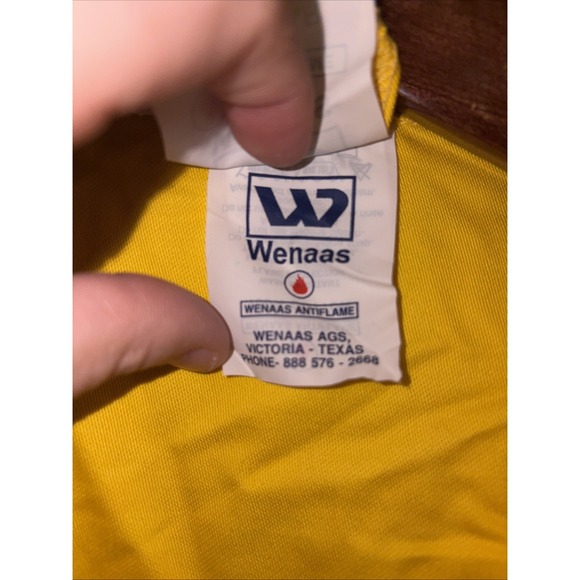 Wenaas
WENAAS ANTIFLAME
WENAAS AGS,
VICTORIA - TEXAS
PHONE- 888 576 - 2668